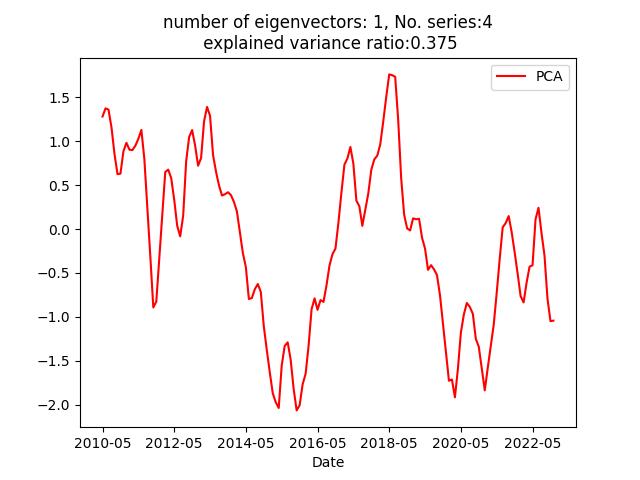 number of eigenvectors: 1, No. series:4
explained variance ratio:0.375
PCA
1.5
1.0
0.5
0.0
−0.5
−1.0
−1.5
−2.0
2010-05 2012-05 2014-05 2016-05 2018-05 2020-05 2022-05
Date